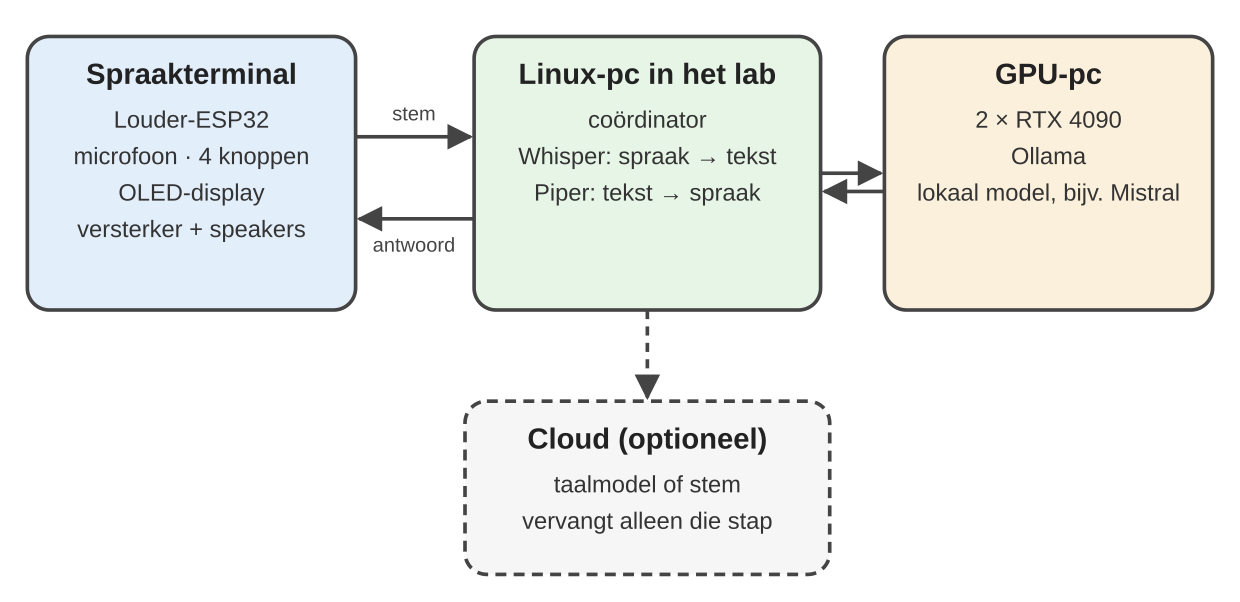 Spraakterminal
Louder-ESP32
microfoon · 4 knoppen
OLED-display
versterker + speakers
stem
antwoord
Linux-pc in het lab
coördinator
Whisper: spraak → tekst
Piper: tekst → spraak
GPU-pc
2 × RTX 4090
Ollama
lokaal model, bijv. Mistral
Cloud (optioneel)
taalmodel of stem
vervangt alleen die stap